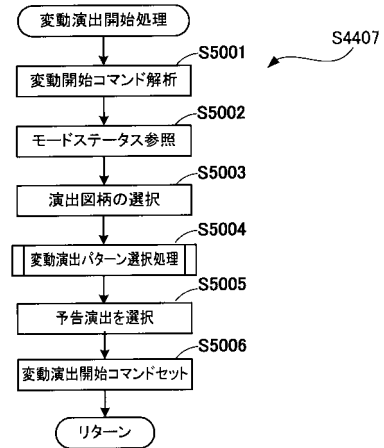 変動演出開始処理
S4407
S5001
変動開始コマンド解析
S5002
モードステータス参照
S5003
演出図柄の選択
S5004
変動演出パターン選択処理
S5005
予告演出を選択
S5006
変動演出開始コマンドセット
リターン